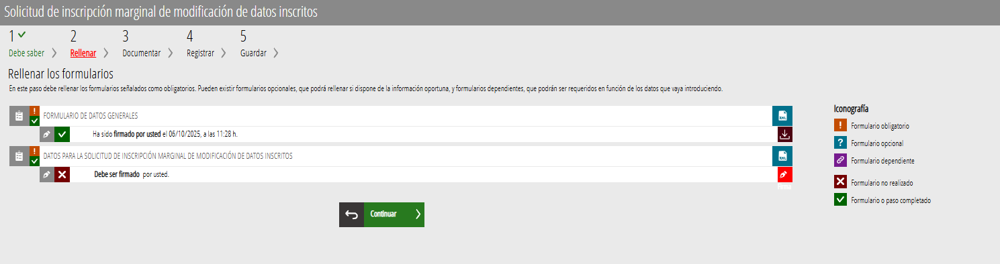 Solicitud de inscripción marginal de modificación de datos inscritos
1 2 3 4 5
Debe saber Rellenar Documentar Registrar Guardar
Rellenar los formularios
En este paso debe rellenar los formularios señalados como obligatorios. Pueden existir formularios opcionales, que podrá rellenar si dispone de la información oportuna, y formularios dependientes, que podrán ser requeridos en función de los datos que vaya introduciendo.
! FORMULARIO DE DATOS GENERALES XML
Ha sido firmado por usted el 06/10/2025, a las 11:28 h.
! DATOS PARA LA SOLICITUD DE INSCRIPCIÓN MARGINAL DE MODIFICACIÓN DE DATOS INSCRITOS XML
Debe ser firmado por usted.
Continuar
Iconografía
! Formulario obligatorio
? Formulario opcional
Formulario dependiente
Formulario no realizado
Formulario o paso completado